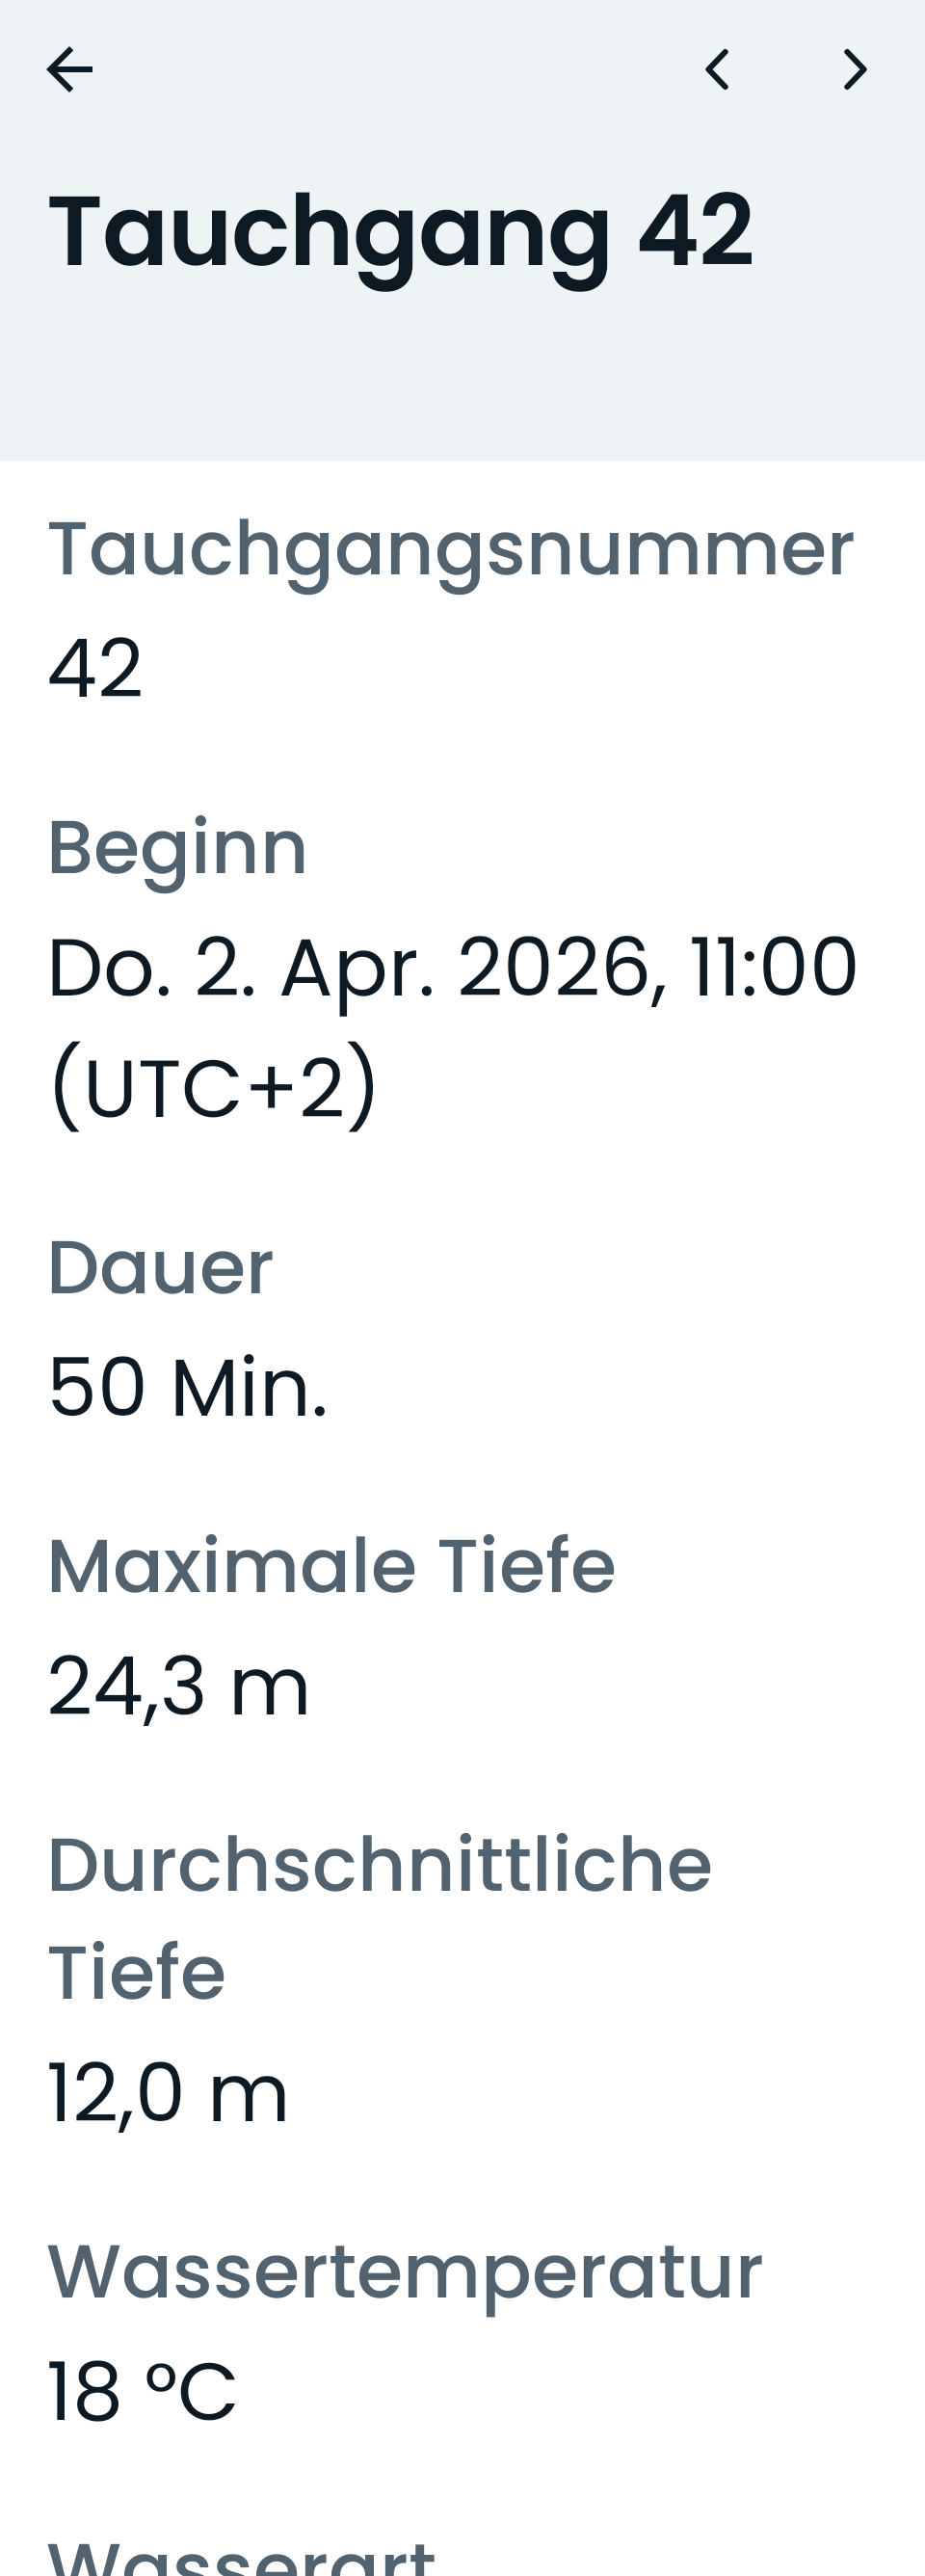 Tauchgang 42
Tauchgangsnummer
42
Beginn
Do. 2. Apr. 2026, 11:00
(UTC+2)
Dauer
50 Min.
Maximale Tiefe
24,3 m
Durchschnittliche
Tiefe
12,0 m
Wassertemperatur
18 °C
Wasserart